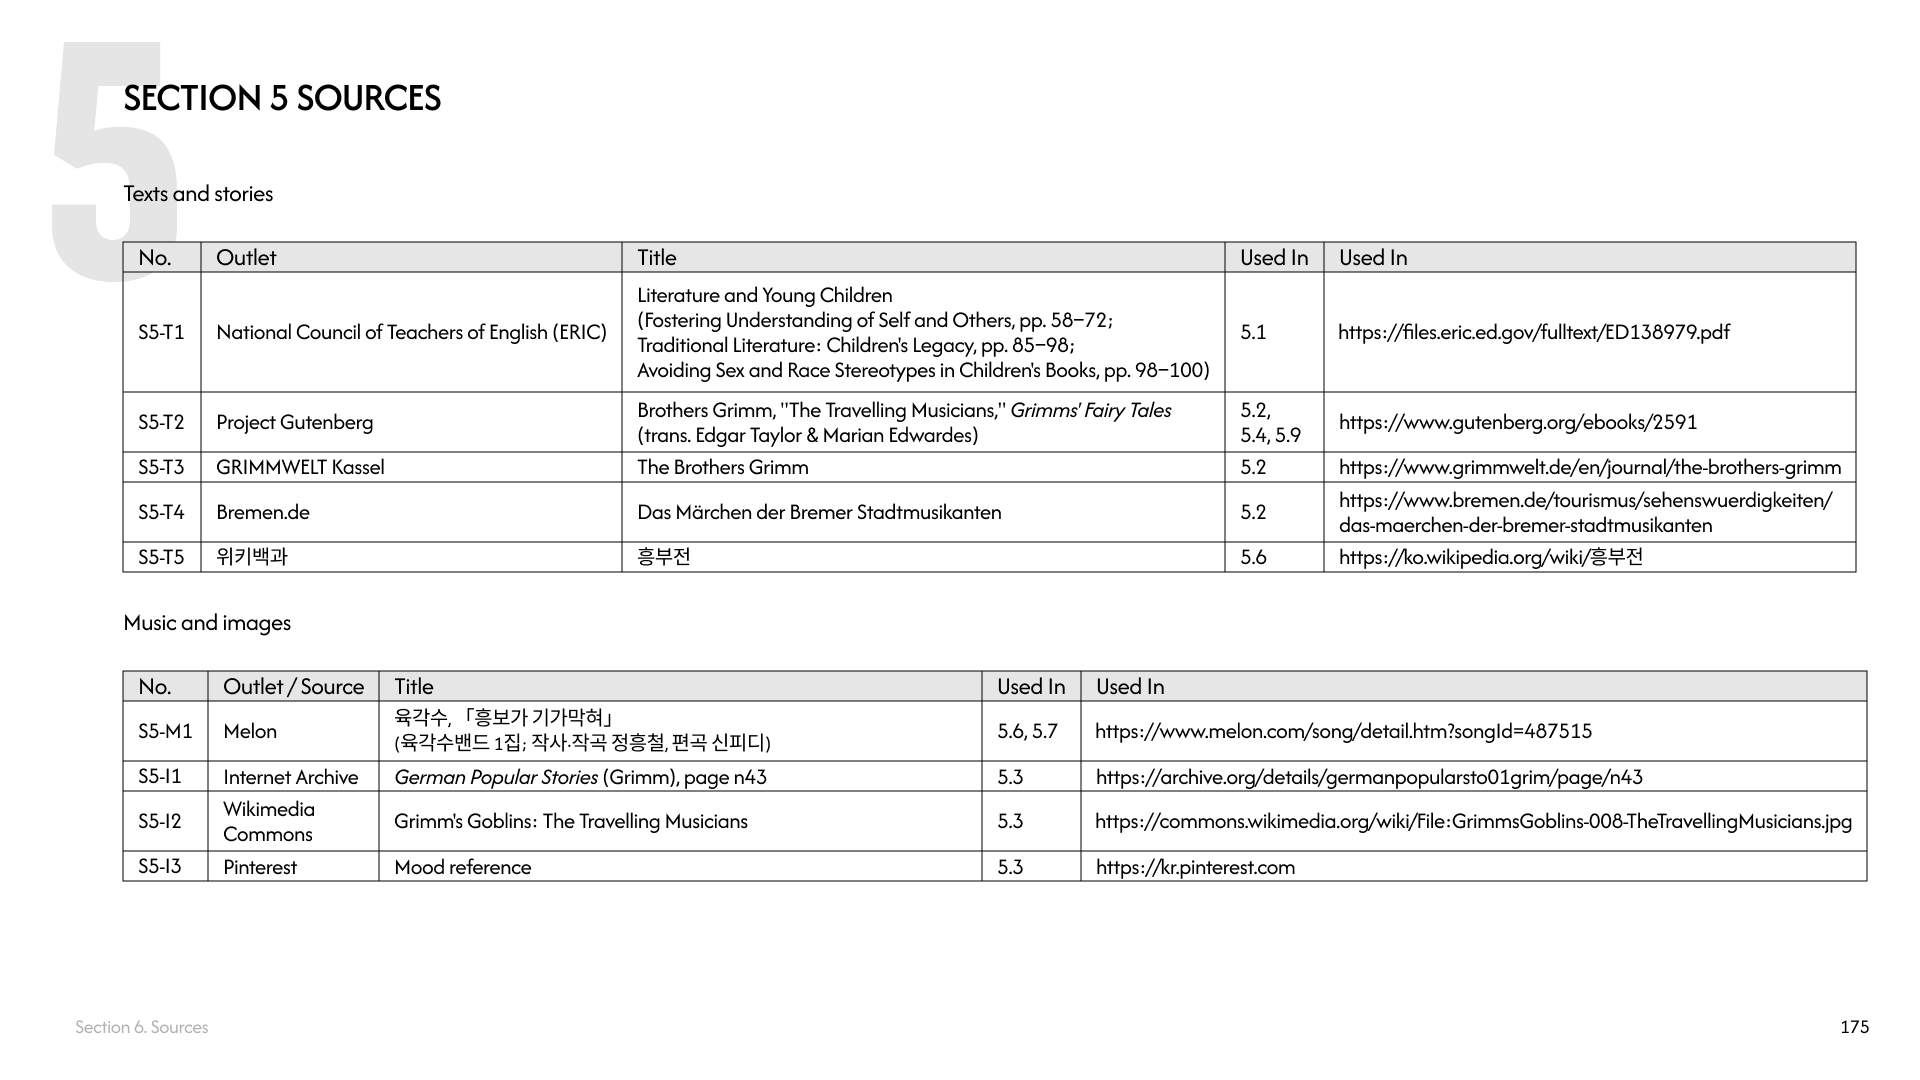 5
SECTION 5 SOURCES
Texts and stories
No. Outlet Title Used In Used In
S5-T1 National Council of Teachers of English (ERIC) Literature and Young Children
(Fostering Understanding of Self and Others, pp. 58–72;
Traditional Literature: Children's Legacy, pp. 85–98;
Avoiding Sex and Race Stereotypes in Children's Books, pp. 98–100) 5.1 https://files.eric.ed.gov/fulltext/ED138979.pdf
S5-T2 Project Gutenberg Brothers Grimm, "The Travelling Musicians," Grimms' Fairy Tales
(trans. Edgar Taylor & Marian Edwardes) 5.2,
5.4, 5.9 https://www.gutenberg.org/ebooks/2591
S5-T3 GRIMMWELT Kassel The Brothers Grimm 5.2 https://www.grimmwelt.de/en/journal/the-brothers-grimm
S5-T4 Bremen.de Das Märchen der Bremer Stadtmusikanten 5.2 https://www.bremen.de/tourismus/sehenswuerdigkeiten/
das-maerchen-der-bremer-stadtmusikanten
S5-T5 위키백과 흥부전 5.6 https://ko.wikipedia.org/wiki/흥부전
Music and images
No. Outlet / Source Title Used In Used In
S5-M1 Melon 육각수, 「흥보가 기가막혀」
(육각수밴드 1집; 작사·작곡 정흥철, 편곡 신피디) 5.6, 5.7 https://www.melon.com/song/detail.htm?songId=487515
S5-I1 Internet Archive German Popular Stories (Grimm), page n43 5.3 https://archive.org/details/germanpopularsto01grim/page/n43
S5-I2 Wikimedia
Commons Grimm's Goblins: The Travelling Musicians 5.3 https://commons.wikimedia.org/wiki/File:GrimmsGoblins-008-TheTravellingMusicians.jpg
S5-I3 Pinterest Mood reference 5.3 https://kr.pinterest.com
Section 6. Sources
175